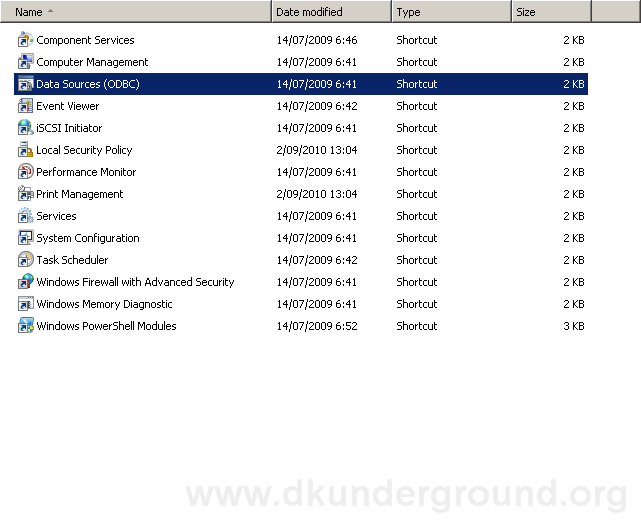 Name Date modified Type Size
Component Services 14/07/2009 6:46 Shortcut 2 KB
Computer Management 14/07/2009 6:41 Shortcut 2 KB
Data Sources (ODBC) 14/07/2009 6:41 Shortcut 2 KB
Event Viewer 14/07/2009 6:42 Shortcut 2 KB
iSCSI Initiator 14/07/2009 6:41 Shortcut 2 KB
Local Security Policy 2/09/2010 13:04 Shortcut 2 KB
Performance Monitor 14/07/2009 6:41 Shortcut 2 KB
Print Management 2/09/2010 13:04 Shortcut 2 KB
Services 14/07/2009 6:41 Shortcut 2 KB
System Configuration 14/07/2009 6:41 Shortcut 2 KB
Task Scheduler 14/07/2009 6:42 Shortcut 2 KB
Windows Firewall with Advanced Security 14/07/2009 6:41 Shortcut 2 KB
Windows Memory Diagnostic 14/07/2009 6:41 Shortcut 2 KB
Windows PowerShell Modules 14/07/2009 6:52 Shortcut 3 KB
www.dkunderground.org